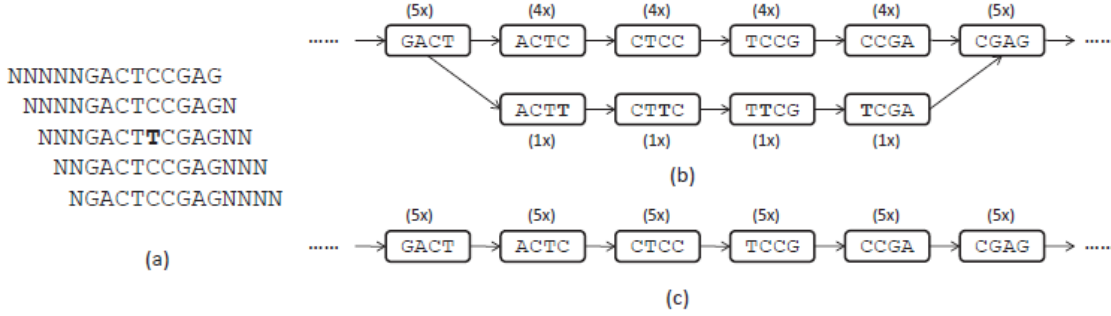 NNNNNGACTCCGAG
NNNNGACTCCGAGN
NNNGACTTCGAGNN
NNGACTCCGAGNNN
NGACTCCGAGNNNN
(a)
(5x) (4x) (4x) (4x) (4x) (5x)
...... GACT ACTC CTCC TCCG CCGA CGAG ......
ACTT CTTC TTCG TCGA
(1x) (1x) (1x) (1x)
(b)
(5x) (5x) (5x) (5x) (5x) (5x)
...... GACT ACTC CTCC TCCG CCGA CGAG ......
(c)